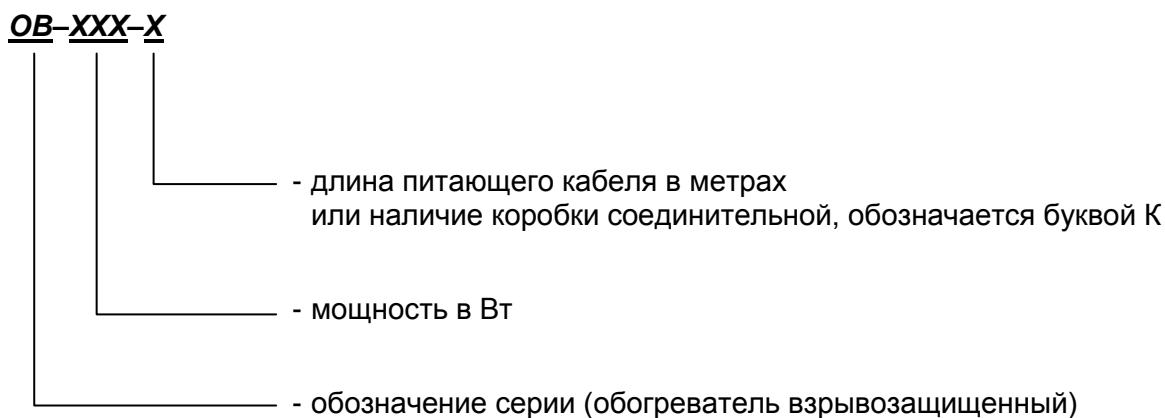 ОВ–ХХХ–Х
- длина питающего кабеля в метрах
или наличие коробки соединительной, обозначается буквой К
- мощность в Вт
- обозначение серии (обогреватель взрывозащищенный)